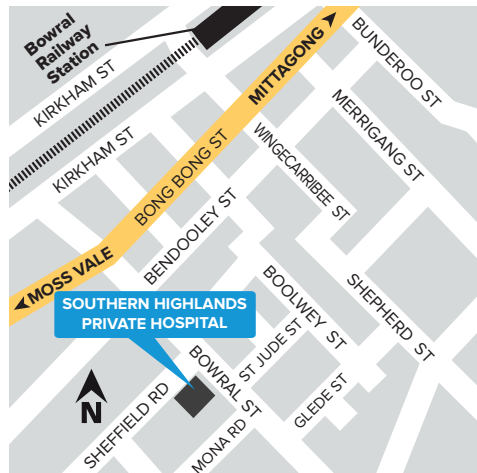 Bowral
Railway
Station
KIRKHAM ST
KIRKHAM ST
MITTAGONG
BUNDEROO ST
MERRIGANG ST
WINGECARRIBEE ST
BONG BONG ST
BENDOOLEY ST
MOSS VALE
SOUTHERN HIGHLANDS
PRIVATE HOSPITAL
BOOLWEY ST
SHEPHERD ST
ST JUDE ST
BOWRAL ST
GLEDE ST
SHEFFIELD RD
MONA RD
N